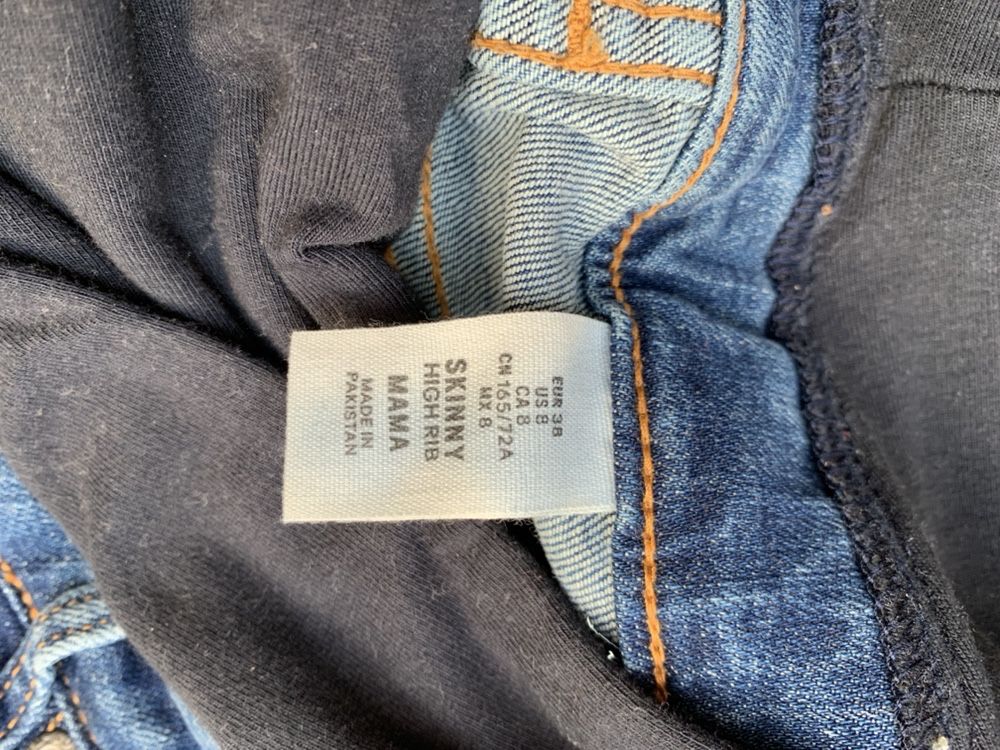 EUR 38
US 8
CA 8
CN 165/72A
MX 8
SKINNY
HIGH RIB
MAMA
MADE IN
PAKISTAN